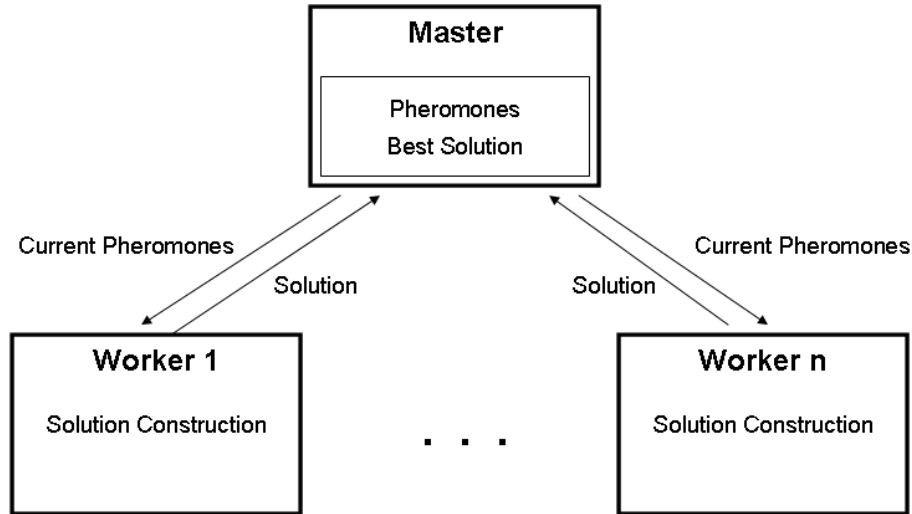 Master
Pheromones
Best Solution
Current Pheromones
Solution
Solution
Current Pheromones
Worker 1
Solution Construction
. . .
Worker n
Solution Construction